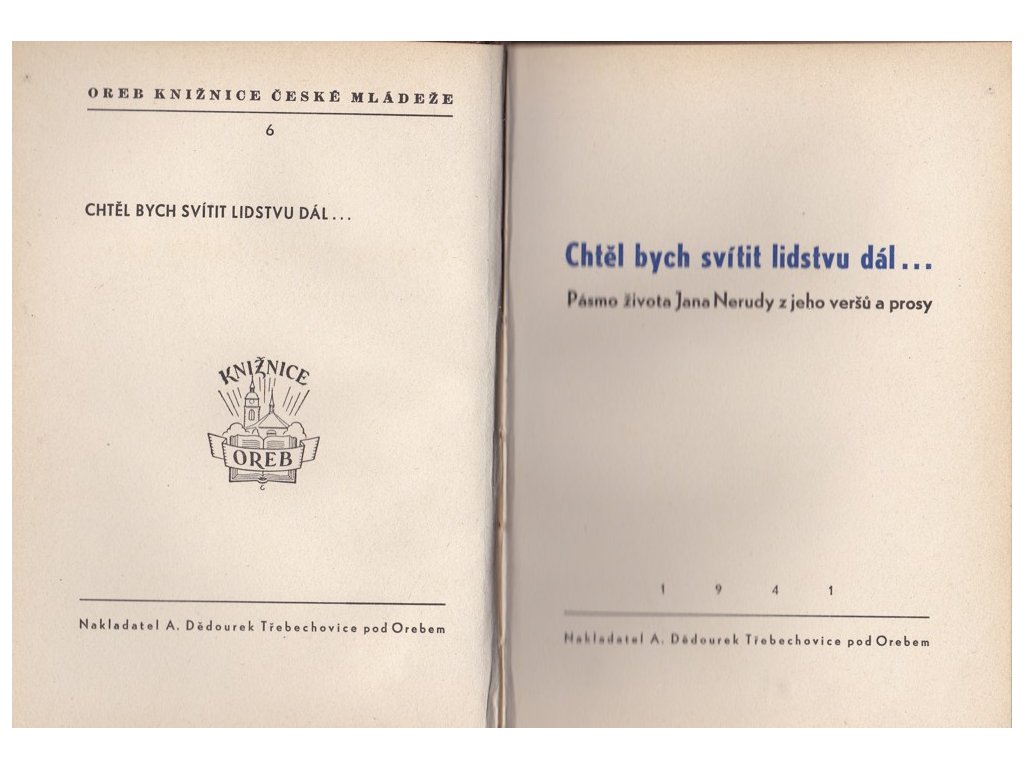 OREB KNIŽNICE ČESKÉ MLÁDEŽE
6
CHTĚL BYCH SVÍTIT LIDSTVU DÁL...
KNIŽNICE
OREB
Nakladatel A. Dědourek Třebechovice pod Orebem
Chtěl bych svítit lidstvu dál...
Pásmo života Jana Nerudy z jeho veršů a prosy
1 9 4 1
Nakladatel A. Dědourek Třebechovice pod Orebem